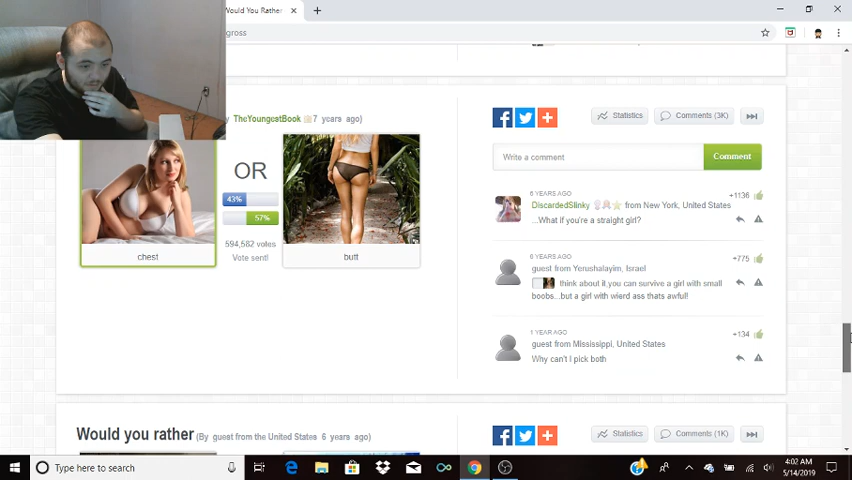 Would You Rather
gross
y TheYoungestBook 7 years ago)
Statistics
Comments (3K)
Write a comment
Comment
OR
43%
57%
594,582 votes
Vote sent!
chest
butt
6 YEARS AGO
+1136
DiscardedSlinky from New York, United States
...What if you're a straight girl?
6 YEARS AGO
+775
guest from Yerushalayim, Israel
think about it,you can survive a girl with small
boobs...but a girl with wierd ass thats awful!
1 YEAR AGO
+134
guest from Mississippi, United States
Why can't I pick both
Would you rather (By guest from the United States 6 years ago)
Statistics
Comments (1K)
Type here to search
4:02 AM
5/14/2019